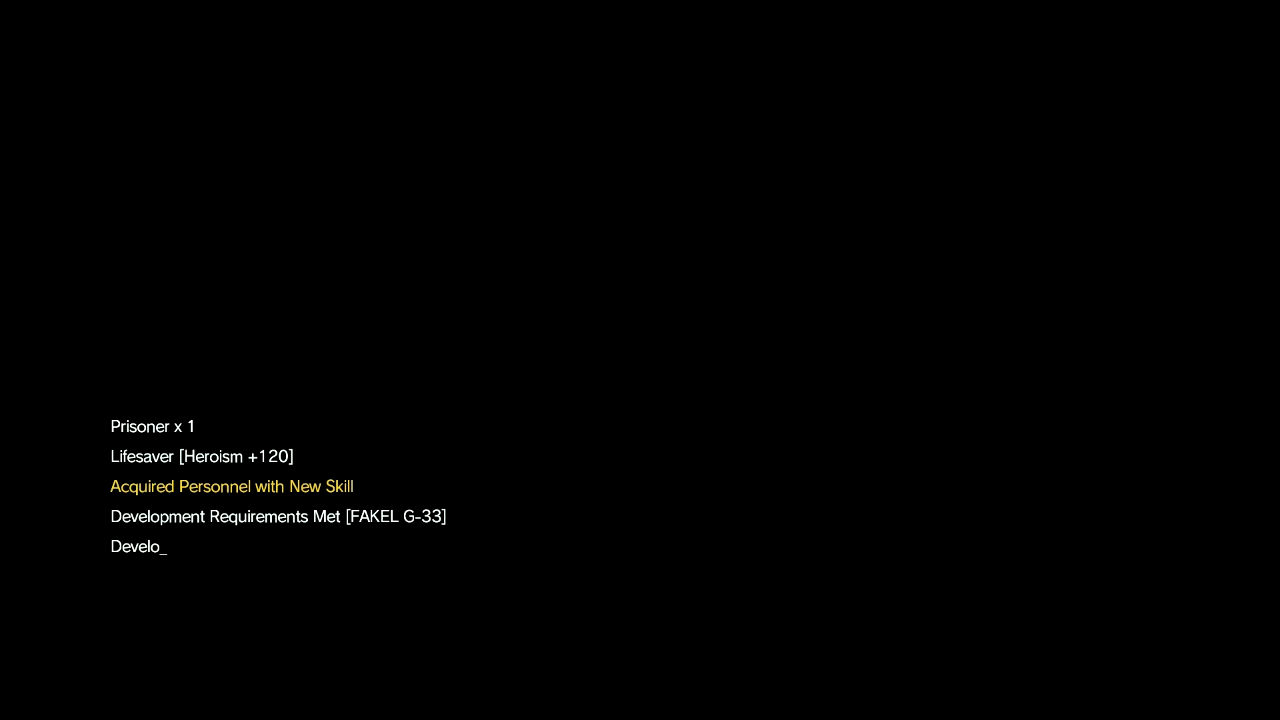 Prisoner x 1
Lifesaver [Heroism +120]
Acquired Personnel with New Skill
Development Requirements Met [FAKEL G-33]
Develo_